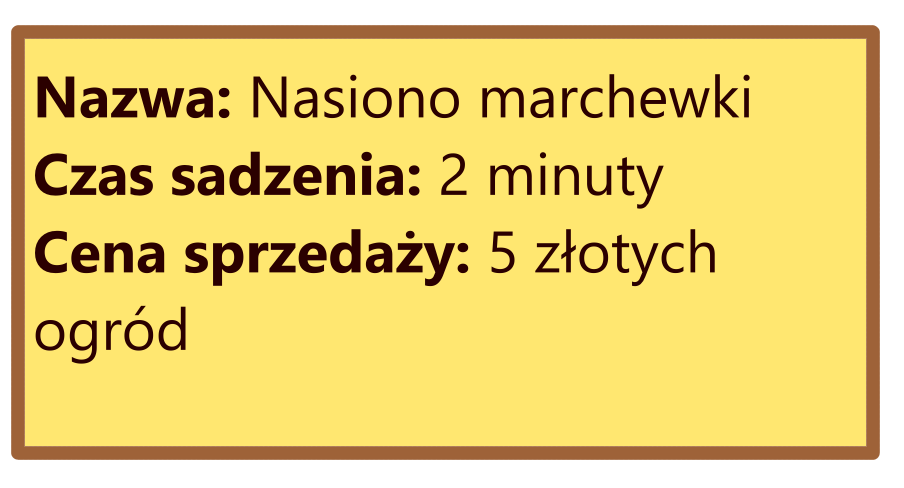 Nazwa: Nasiono marchewki
Czas sadzenia: 2 minuty
Cena sprzedaży: 5 złotych
ogród